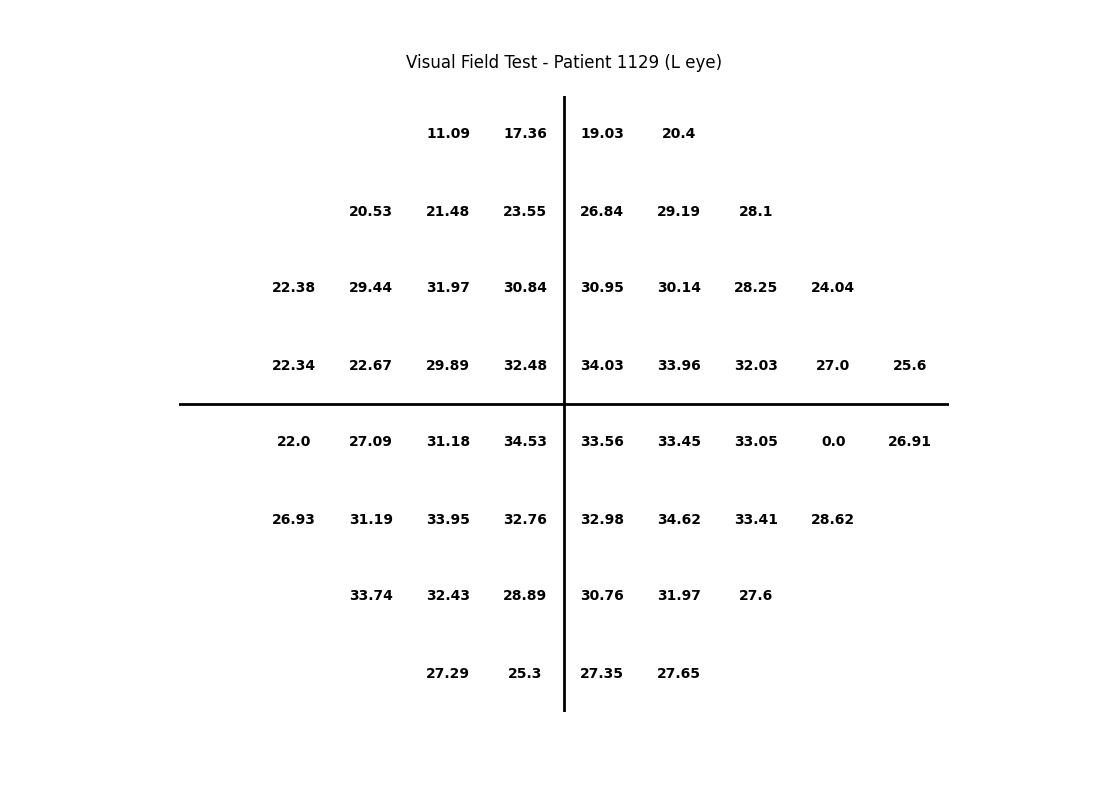 Visual Field Test - Patient 1129 (L eye)
11.09 17.36 19.03 20.4
20.53 21.48 23.55 26.84 29.19 28.1
22.38 29.44 31.97 30.84 30.95 30.14 28.25 24.04
22.34 22.67 29.89 32.48 34.03 33.96 32.03 27.0 25.6
22.0 27.09 31.18 34.53 33.56 33.45 33.05 0.0 26.91
26.93 31.19 33.95 32.76 32.98 34.62 33.41 28.62
33.74 32.43 28.89 30.76 31.97 27.6
27.29 25.3 27.35 27.65